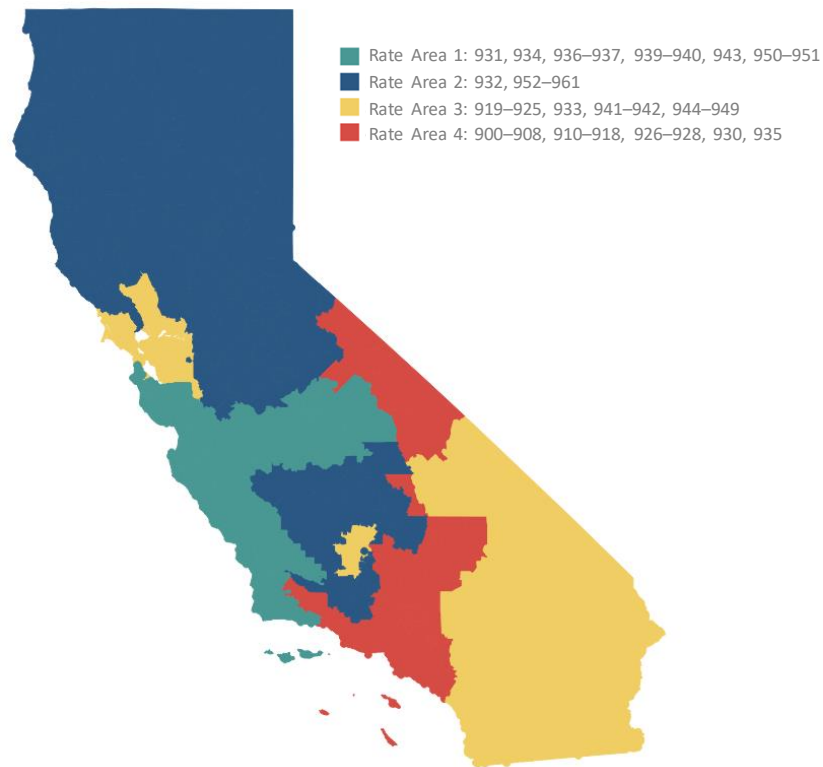 Rate Area 1: 931, 934, 936–937, 939–940, 943, 950–951
Rate Area 2: 932, 952–961
Rate Area 3: 919–925, 933, 941–942, 944–949
Rate Area 4: 900–908, 910–918, 926–928, 930, 935